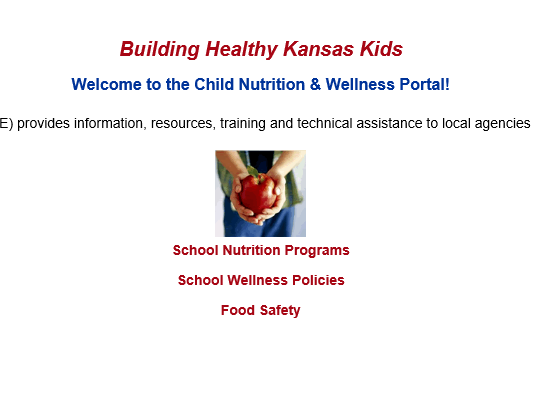 Building Healthy Kansas Kids
Welcome to the Child Nutrition & Wellness Portal!
E) provides information, resources, training and technical assistance to local agencies
School Nutrition Programs
School Wellness Policies
Food Safety